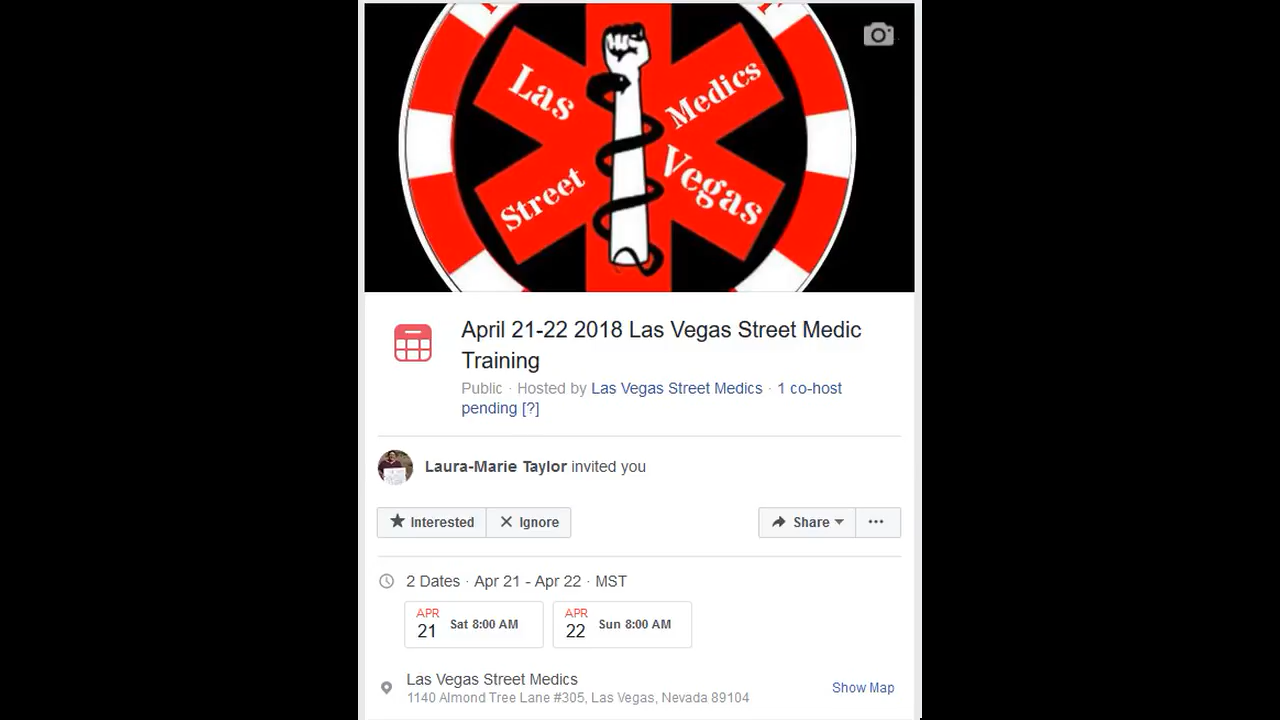 Las
Medics
Street
Vegas
April 21-22 2018 Las Vegas Street Medic
Training
Public · Hosted by Las Vegas Street Medics · 1 co-host
pending [?]
Laura-Marie Taylor invited you
Interested
Ignore
Share
2 Dates · Apr 21 - Apr 22 · MST
APR
21
Sat 8:00 AM
APR
22
Sun 8:00 AM
Las Vegas Street Medics
1140 Almond Tree Lane #305, Las Vegas, Nevada 89104
Show Map